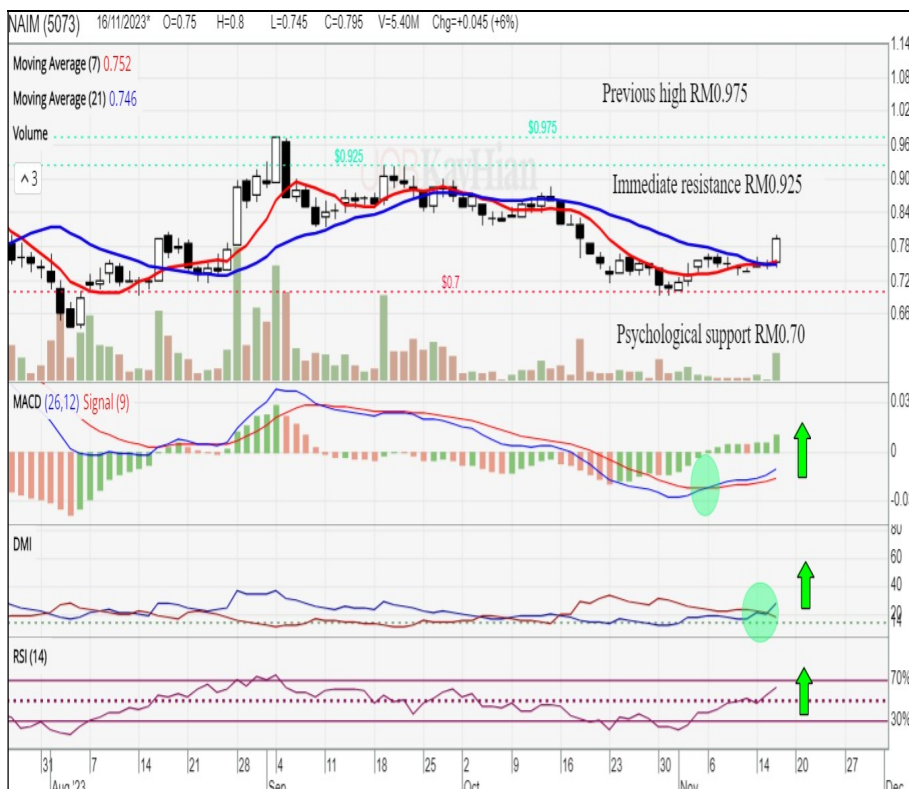 NAIM (5073) 16/11/2023* O=0.75 H=0.8 L=0.745 C=0.795 V=5.40M Chg=+0.045 (+6%)
1.14
Moving Average (7) 0.752
1.08
Previous high RM0.975
Moving Average (21) 0.746
1.02
Volume
$0.975
0.96
$0.925
KayHian
3
Immediate resistance RM0.925
0.90
0.84
0.78
0.72
$0.7
0.66
Psychological support RM0.70
MACD (26,12) Signal (9)
0.03
0
-0.03
DMI
80
60
40
RSI (14)
70%
30%
31 7 14 21 28 4 11 18 25 2 9 16 23 30 6 14 20 27
Aug '23 Sep Oct Nov Dec